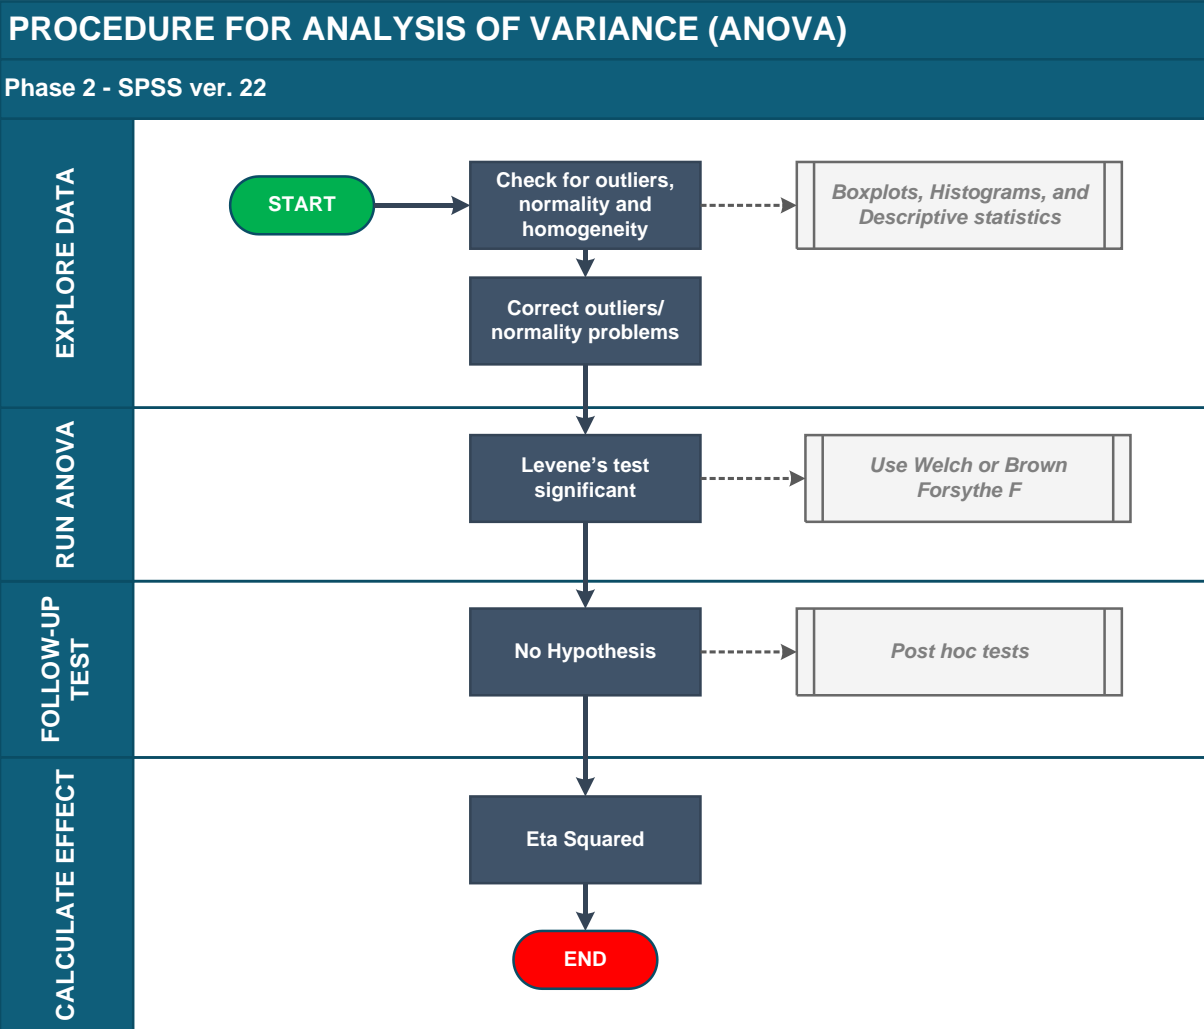 PROCEDURE FOR ANALYSIS OF VARIANCE (ANOVA)
Phase 2 - SPSS ver. 22
EXPLORE DATA
START
Check for outliers,
normality and
homogeneity
Boxplots, Histograms, and
Descriptive statistics
Correct outliers/
normality problems
RUN ANOVA
Levene’s test
significant
Use Welch or Brown
Forsythe F
FOLLOW-UP
TEST
No Hypothesis
Post hoc tests
CALCULATE EFFECT
Eta Squared
END